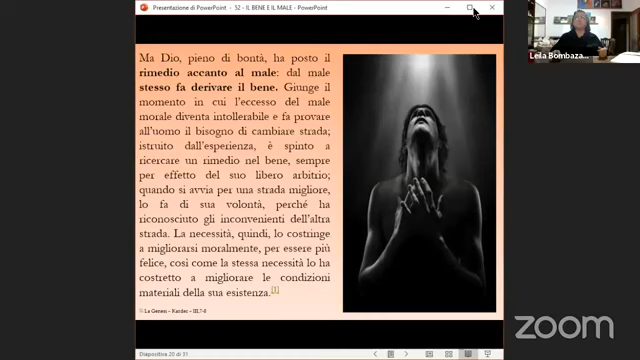 Presentazione di PowerPoint - 52 - IL BENE E IL MALE - PowerPoint
Leila Bombaza...
Ma Dio, pieno di bontà, ha posto il
rimedio accanto al male: dal male
stesso fa derivare il bene. Giunge il
momento in cui l'eccesso del male
morale diventa intollerabile e fa provare
all'uomo il bisogno di cambiare strada;
istruito dall'esperienza, è spinto a
ricercare un rimedio nel bene, sempre
per effetto del suo libero arbitrio;
quando si avvia per una strada migliore,
lo fa di sua volontà, perché ha
riconosciuto gli inconvenienti dell'altra
strada. La necessità, quindi, lo costringe
a migliorarsi moralmente, per essere più
felice, così come la stessa necessità lo ha
costretto a migliorare le condizioni
materiali della sua esistenza.[1]
La Genesi – Kardec – III,7-8
Diapositiva 20 di 31
zoom